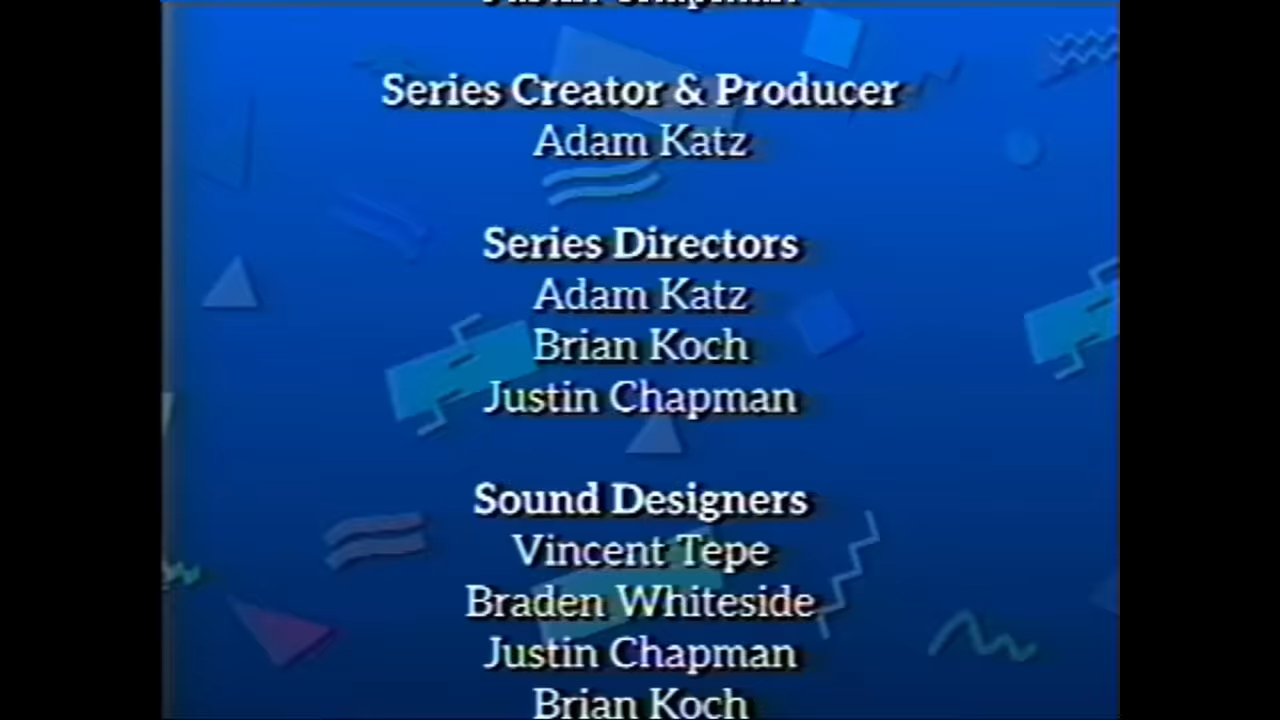 Series Creator & Producer
Adam Katz
Series Directors
Adam Katz
Brian Koch
Justin Chapman
Sound Designers
Vincent Tepe
Braden Whiteside
Justin Chapman
Brian Koch